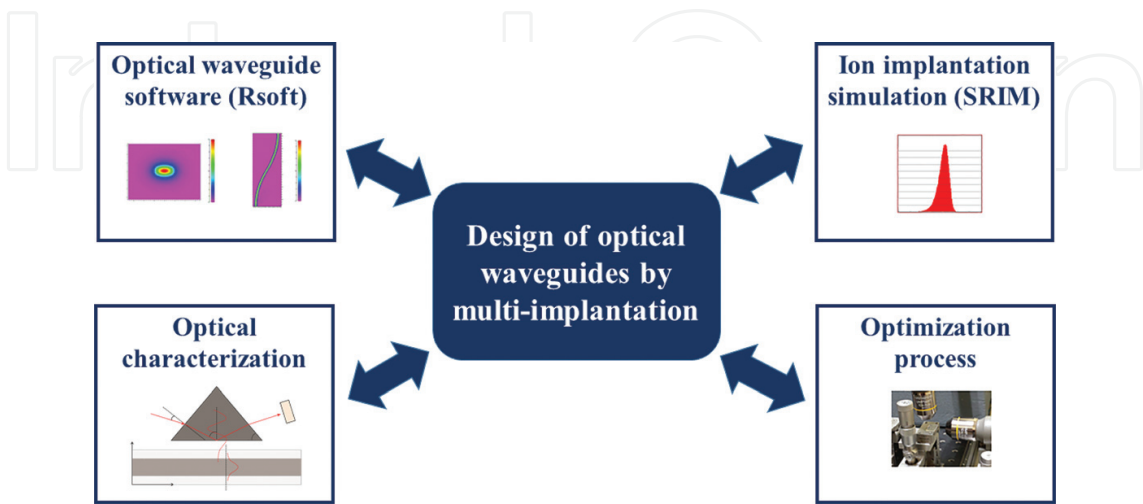 Optical waveguide
software (Rsoft)
Ion implantation
simulation (SRIM)
Design of optical
waveguides by
multi-implantation
Optical
characterization
Optimization
process